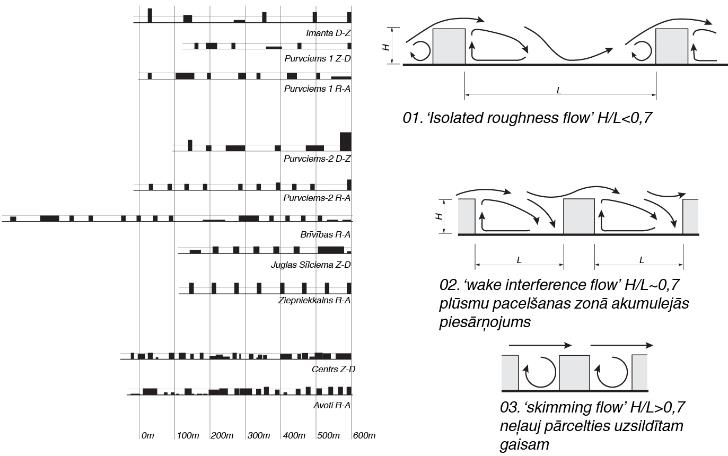 Imanta D-Z
Purvciems 1 Z-D
Purvciems 1 R-A
Purvciems-2 D-Z
Purvciems-2 R-A
Brīvības R-A
Juglas Sīlciema Z-D
Ziepniekkalns R-A
Centrs Z-D
Avoti R-A
0m 100m 200m 300m 400m 500m 600m
H
L
01. 'Isolated roughness flow' H/L<0,7
H
L L
02. 'wake interference flow' H/L~0,7
plūsmu pacelšanas zonā akumulejās
piesārņojums
03. 'skimming flow' H/L>0,7
neļauj pārcelties uzsildītam
gaisam